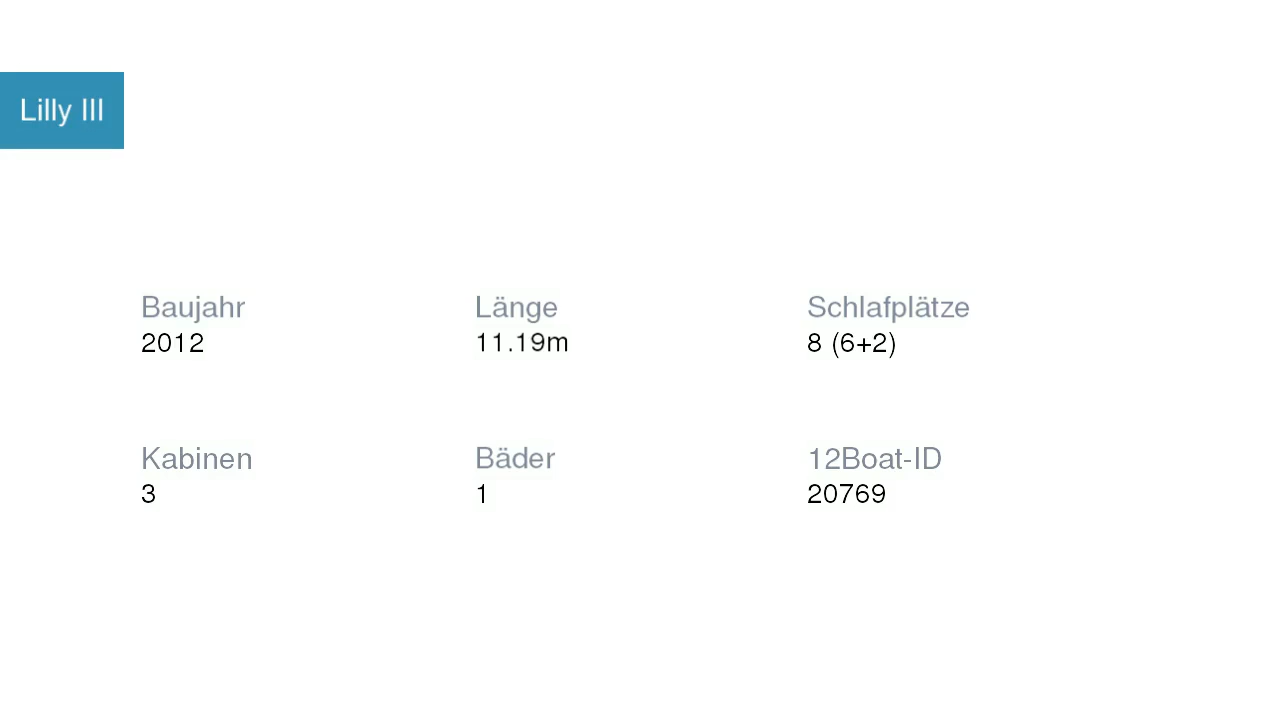 Lilly III
Baujahr
2012
Länge
11.19m
Schlafplätze
8 (6+2)
Kabinen
3
Bäder
1
12Boat-ID
20769